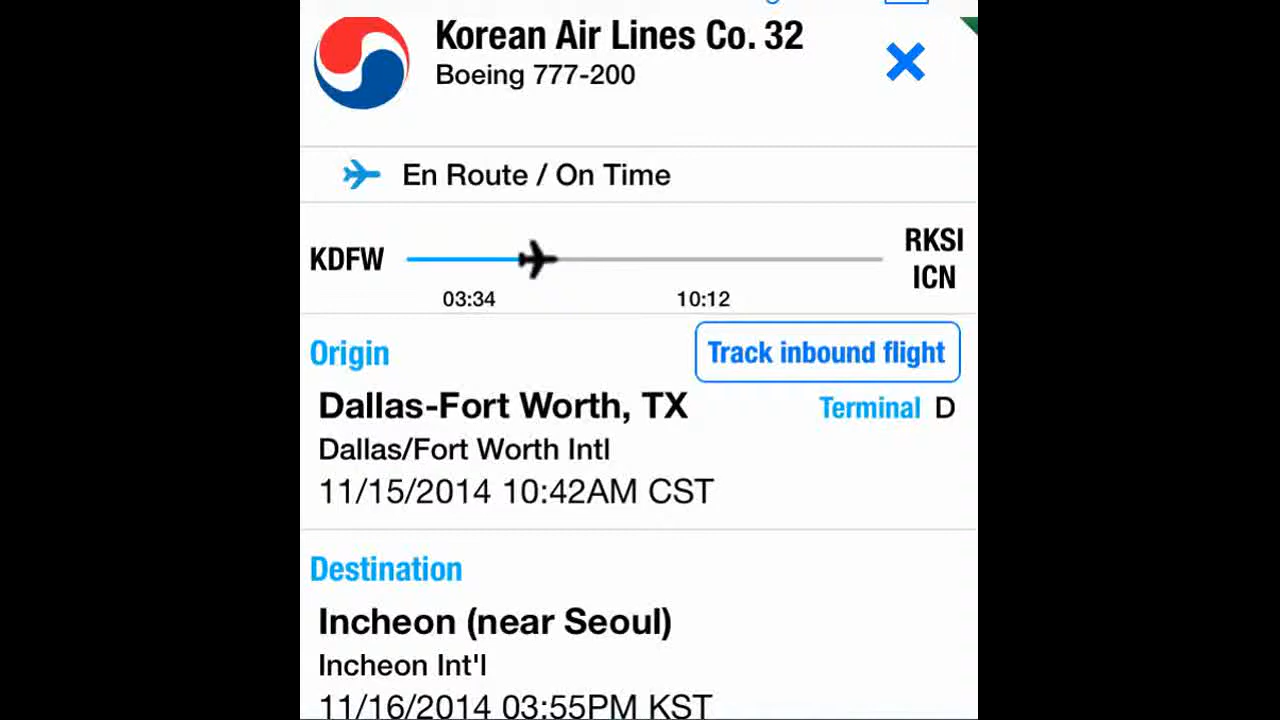 Korean Air Lines Co. 32
Boeing 777-200
En Route / On Time
KDFW
RKSI
ICN
03:34
10:12
Origin
Track inbound flight
Dallas-Fort Worth, TX
Terminal D
Dallas/Fort Worth Intl
11/15/2014 10:42AM CST
Destination
Incheon (near Seoul)
Incheon Int'l
11/16/2014 03:55PM KST